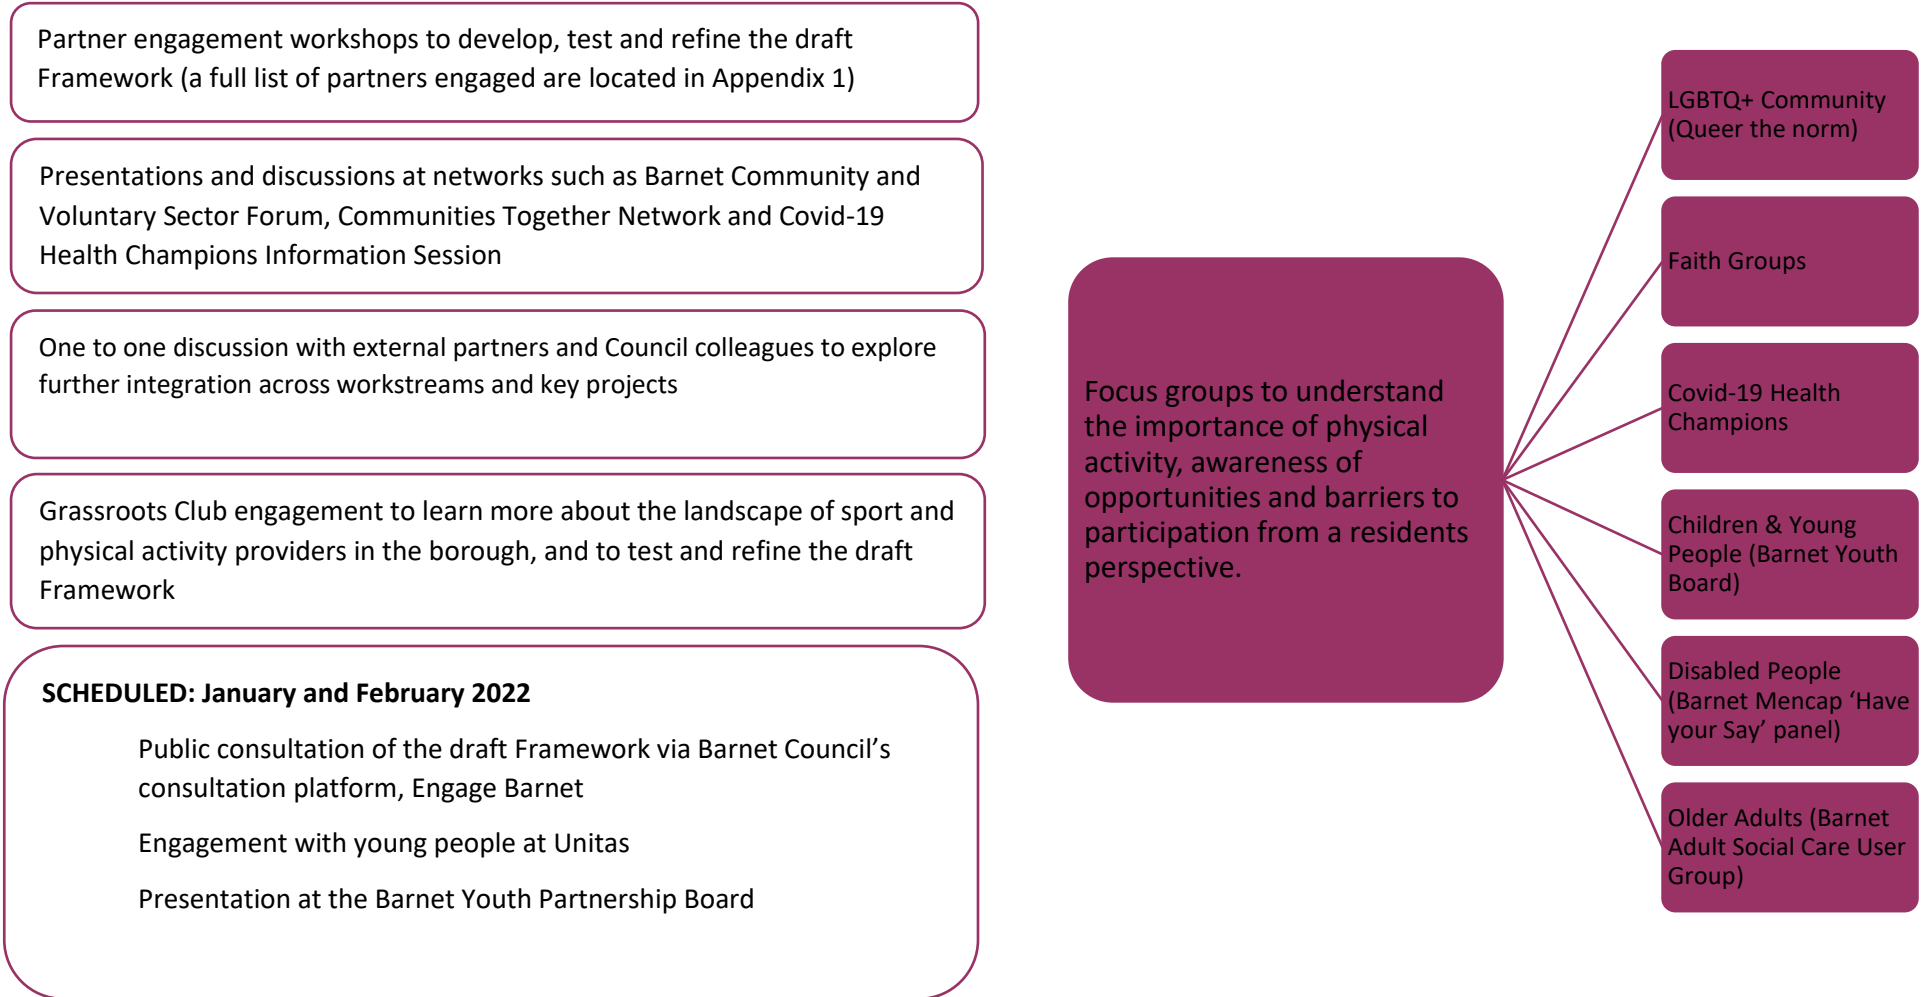 Partner engagement workshops to develop, test and refine the draft
Framework (a full list of partners engaged are located in Appendix 1)
Presentations and discussions at networks such as Barnet Community and
Voluntary Sector Forum, Communities Together Network and Covid-19
Health Champions Information Session
One to one discussion with external partners and Council colleagues to explore
further integration across workstreams and key projects
Grassroots Club engagement to learn more about the landscape of sport and
physical activity providers in the borough, and to test and refine the draft
Framework
SCHEDULED: January and February 2022
Public consultation of the draft Framework via Barnet Council’s
consultation platform, Engage Barnet
Engagement with young people at Unitas
Presentation at the Barnet Youth Partnership Board
Focus groups to understand
the importance of physical
activity, awareness of
opportunities and barriers to
participation from a residents
perspective.
LGBTQ+ Community
(Queer the norm)
Faith Groups
Covid-19 Health
Champions
Children & Young
People (Barnet Youth
Board)
Disabled People
(Barnet Mencap ‘Have
your Say’ panel)
Older Adults (Barnet
Adult Social Care User
Group)